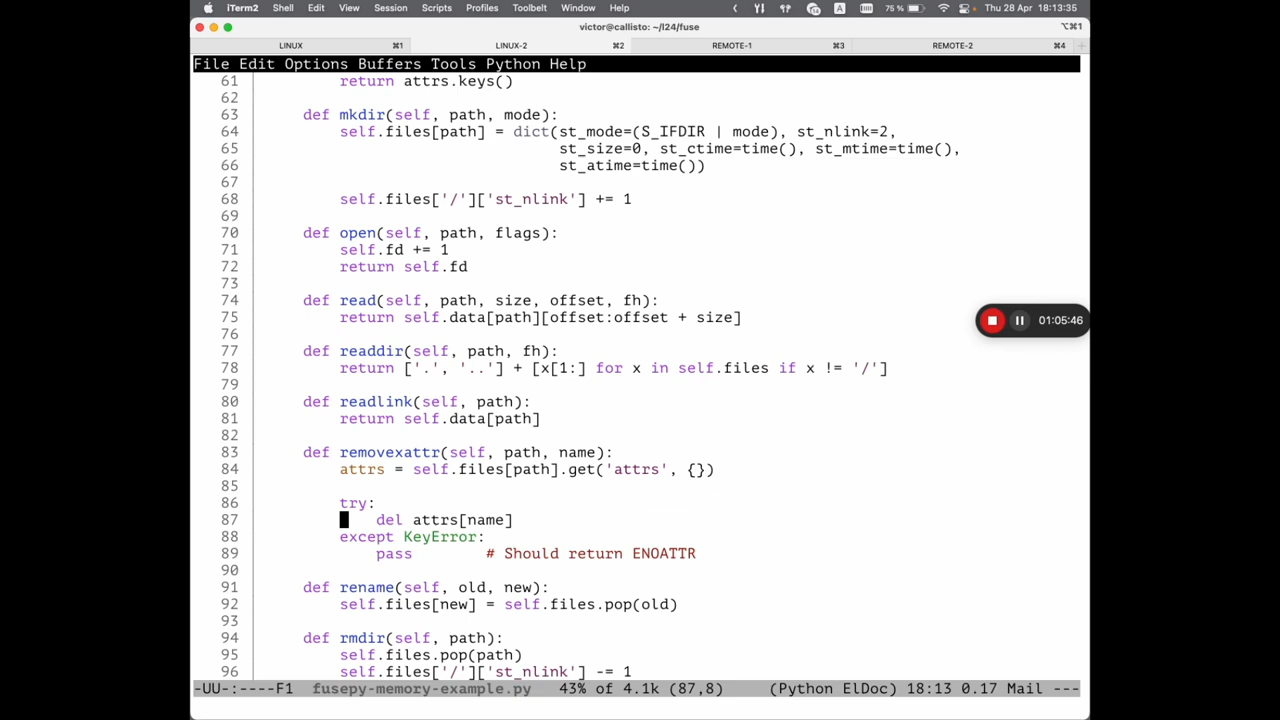 iTerm2 Shell Edit View Session Scripts Profiles Toolbelt Window Help 14 A 75 % Thu 28 Apr 18:13:35
victor@callisto: ~/l24/fuse ⌥⌘1
LINUX ⌘1 LINUX-2 ⌘2 REMOTE-1 ⌘3 REMOTE-2 ⌘4 +
File Edit Options Buffers Tools Python Help
61 return attrs.keys()
62
63 def mkdir(self, path, mode):
64 self.files[path] = dict(st_mode=(S_IFDIR | mode), st_nlink=2,
65 st_size=0, st_ctime=time(), st_mtime=time(),
66 st_atime=time())
67
68 self.files['/']['st_nlink'] += 1
69
70 def open(self, path, flags):
71 self.fd += 1
72 return self.fd
73
74 def read(self, path, size, offset, fh):
75 return self.data[path][offset:offset + size]
76
77 def readdir(self, path, fh):
78 return ['.', '..'] + [x[1:] for x in self.files if x != '/']
79
80 def readlink(self, path):
81 return self.data[path]
82
83 def removexattr(self, path, name):
84 attrs = self.files[path].get('attrs', {})
85
86 try:
87 del attrs[name]
88 except KeyError:
89 pass # Should return ENOATTR
90
91 def rename(self, old, new):
92 self.files[new] = self.files.pop(old)
93
94 def rmdir(self, path):
95 self.files.pop(path)
96 self.files['/']['st_nlink'] -= 1
-UU-:----F1 fusepy-memory-example.py 43% of 4.1k (87,8) (Python ElDoc) 18:13 0.17 Mail ---
01:05:46